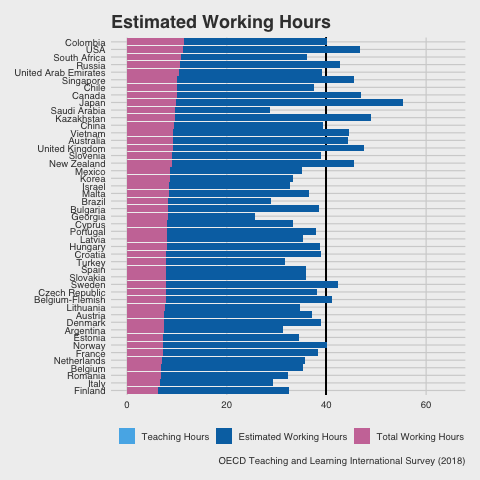 Estimated Working Hours
Colombia
USA
South Africa
Russia
United Arab Emirates
Singapore
Chile
Canada
Japan
Saudi Arabia
Kazakhstan
China
Vietnam
Australia
United Kingdom
Slovenia
New Zealand
Mexico
Korea
Israel
Malta
Brazil
Bulgaria
Georgia
Cyprus
Portugal
Latvia
Hungary
Croatia
Turkey
Spain
Slovakia
Sweden
Czech Republic
Belgium-Flemish
Lithuania
Austria
Denmark
Argentina
Estonia
Norway
France
Netherlands
Belgium
Romania
Italy
Finland
0 20 40 60
Teaching Hours Estimated Working Hours Total Working Hours
OECD Teaching and Learning International Survey (2018)